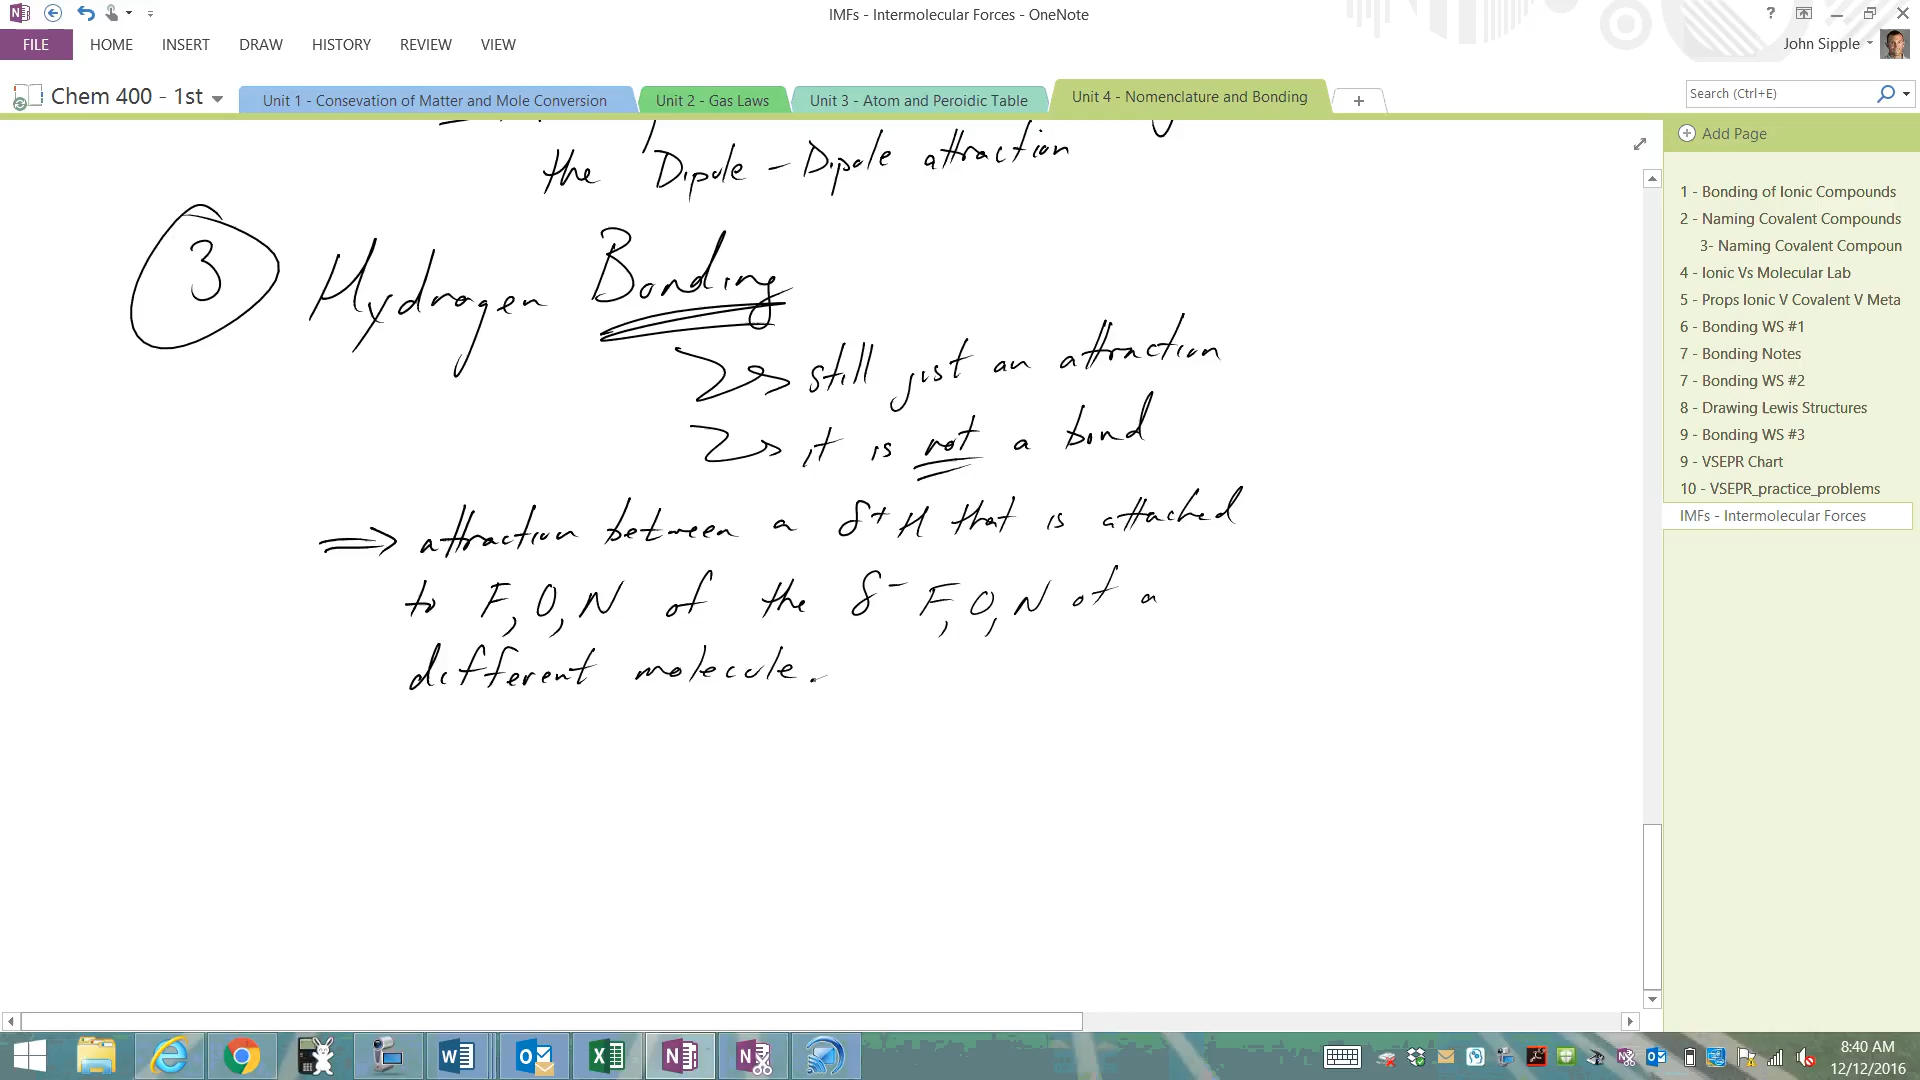 IMFs - Intermolecular Forces - OneNote
?
FILE
HOME
INSERT
DRAW
HISTORY
REVIEW
VIEW
John Sipple
Chem 400 - 1st
Unit 1 - Consevation of Matter and Mole Conversion
Unit 2 - Gas Laws
Unit 3 - Atom and Peroidic Table
Unit 4 - Nomenclature and Bonding
+
Search (Ctrl+E)
the Dipole - Dipole attraction
3 Hydrogen Bonding
still just an attraction
it is not a bond
⇒ attraction between a δ+ H that is attached
to F, O, N of the δ- F, O, N of a
different molecule.
Add Page
1 - Bonding of Ionic Compounds
2 - Naming Covalent Compounds
3- Naming Covalent Compoun
4 - Ionic Vs Molecular Lab
5 - Props Ionic V Covalent V Meta
6 - Bonding WS #1
7 - Bonding Notes
7 - Bonding WS #2
8 - Drawing Lewis Structures
9 - Bonding WS #3
9 - VSEPR Chart
10 - VSEPR_practice_problems
IMFs - Intermolecular Forces
8:40 AM
12/12/2016